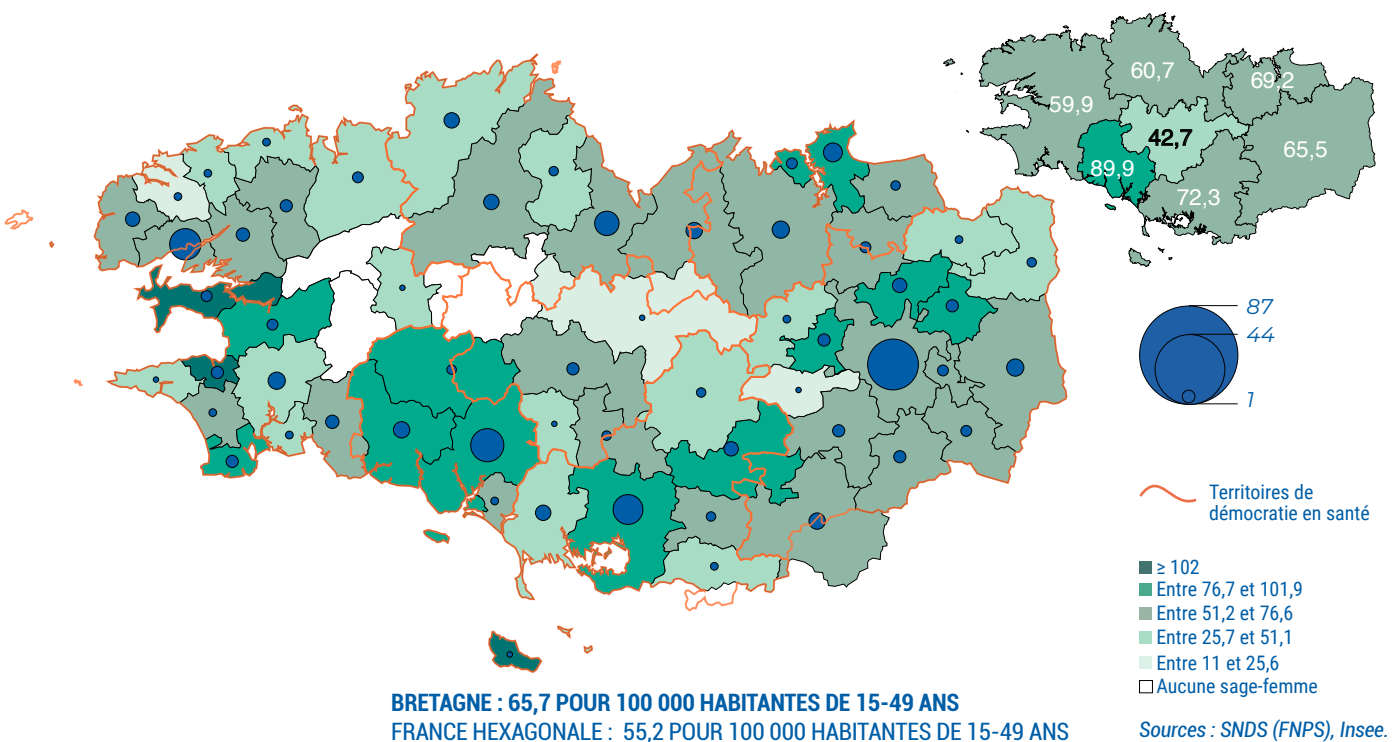 60,7
69,2
59,9
42,7
65,5
89,9
72,3
87
44
1
Territoires de
démocratie en santé
≥ 102
Entre 76,7 et 101,9
Entre 51,2 et 76,6
Entre 25,7 et 51,1
Entre 11 et 25,6
Aucune sage-femme
BRETAGNE : 65,7 POUR 100 000 HABITANTES DE 15-49 ANS
FRANCE HEXAGONALE : 55,2 POUR 100 000 HABITANTES DE 15-49 ANS
Sources : SNDS (FNPS), Insee.